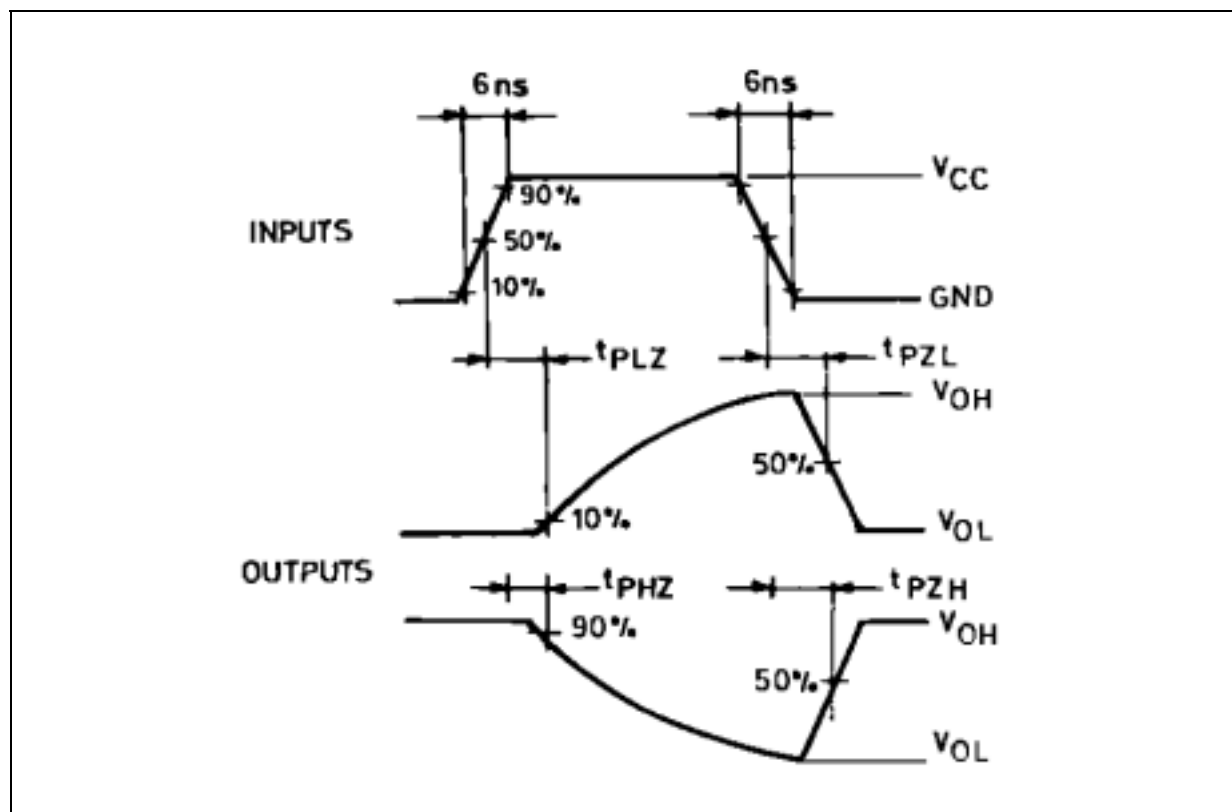 6ns 6ns
VCC
90%
INPUTS 50%
10% GND
tPLZ tPZL
VOH
50%
10% VOL
OUTPUTS tPHZ tPZH
90% VOH
50%
VOL